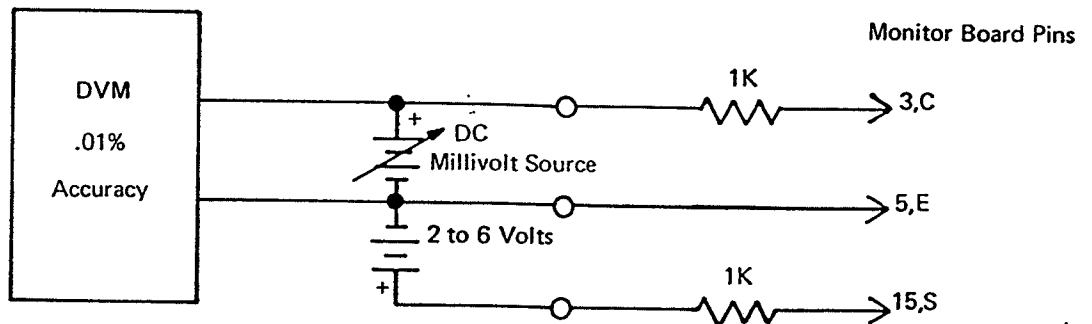 Monitor Board Pins
DVM
.01%
Accuracy
1K
3,C
+
DC
Millivolt Source
5,E
2 to 6 Volts
+
1K
15,S